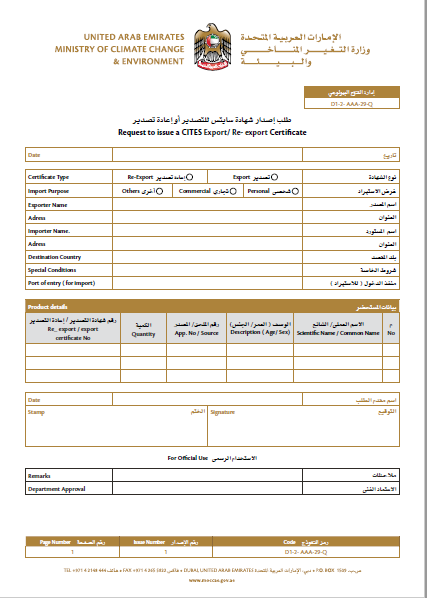 UNITED ARAB EMIRATES
MINISTRY OF CLIMATE CHANGE
& ENVIRONMENT
الإمارات العربية المتحدة
وزارة التغير المناخي
والبيئة
إدارة التنوع البيولوجي
D1-2- AAA-29-Q
طلب إصدار شهادة سايتس للتصدير أو إعادة تصدير
Request to issue a CITES Export/ Re- export Certificate
Date تاريخ
Certificate Type Re-Export إعادة تصدير Export تصدير نوع الشهادة
Import Purpose Others أخرى Commercial تجاري Personal شخصي غرض الاستيراد
Exporter Name اسم المصدر
Adress العنوان
Importer Name. اسم المستورد
Adress العنوان
Destination Country بلد المقصد
Special Conditions شروط الخاصة
Port of entry ( for import) منفذ الدخول ( للاستيراد )
Product details بيانات المستحضر
رقم شهادة التصدير / إعادة التصدير
Re_ export / export
certificate No
الكمية
Quantity
رقم الملحق/ المصدر
App. No / Source
الوصف ( العمر/ الجنس)
Description ( Age/ Sex)
الاسم العملي/ الشائع
Scientific Name / Common Name
م
No
Date اسم مقدم الطلب
Stamp الختم Signature التوقيع
For Official Use الاستخدام الرسمي
Remarks ملاحظات
Department Approval الاعتماد الفني
Page Number رقم الصفحة Issue Number رقم الإصدار Code رمز النموذج
1 1 D1-2- AAA-29-Q
TEL +971 4 2148 444 هاتف • FAX +971 4 265 5822 فاكس • DUBAI, UNITED ARAB EMIRATES دبي، الإمارات العربية المتحدة • P.O. BOX 1509 ص.ب
www.moccae.gov.ae